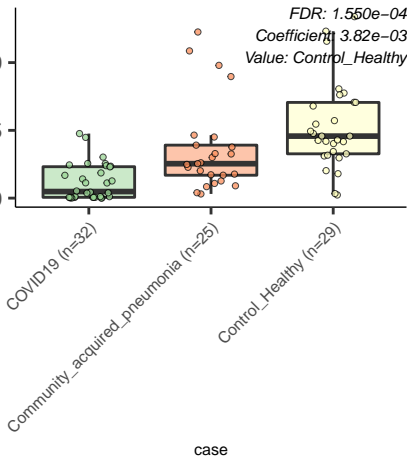 FDR: 1.550e−04
Coefficient: 3.82e−03
Value: Control_Healthy
COVID19 (n=32)
Community_acquired_pneumonia (n=25)
Control_Healthy (n=29)
case